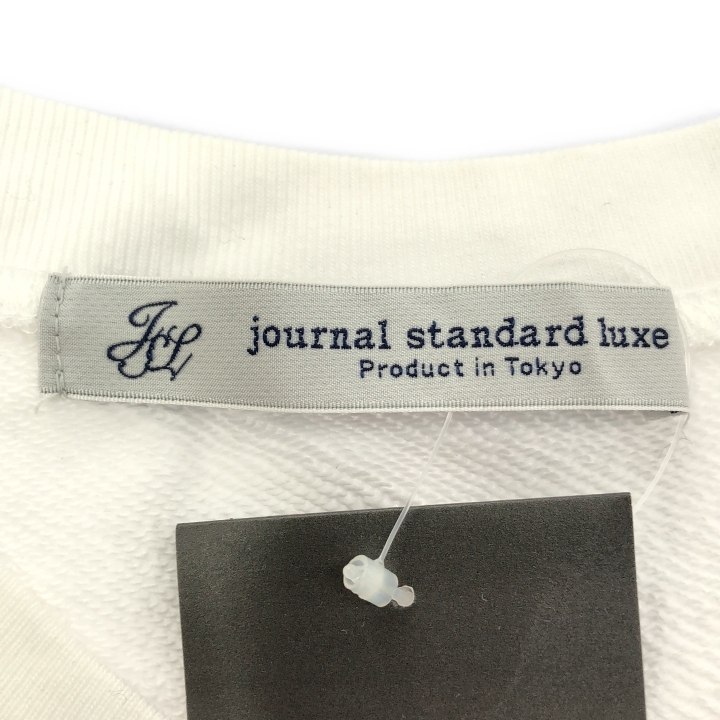 JSL
journal standard luxe
Product in Tokyo